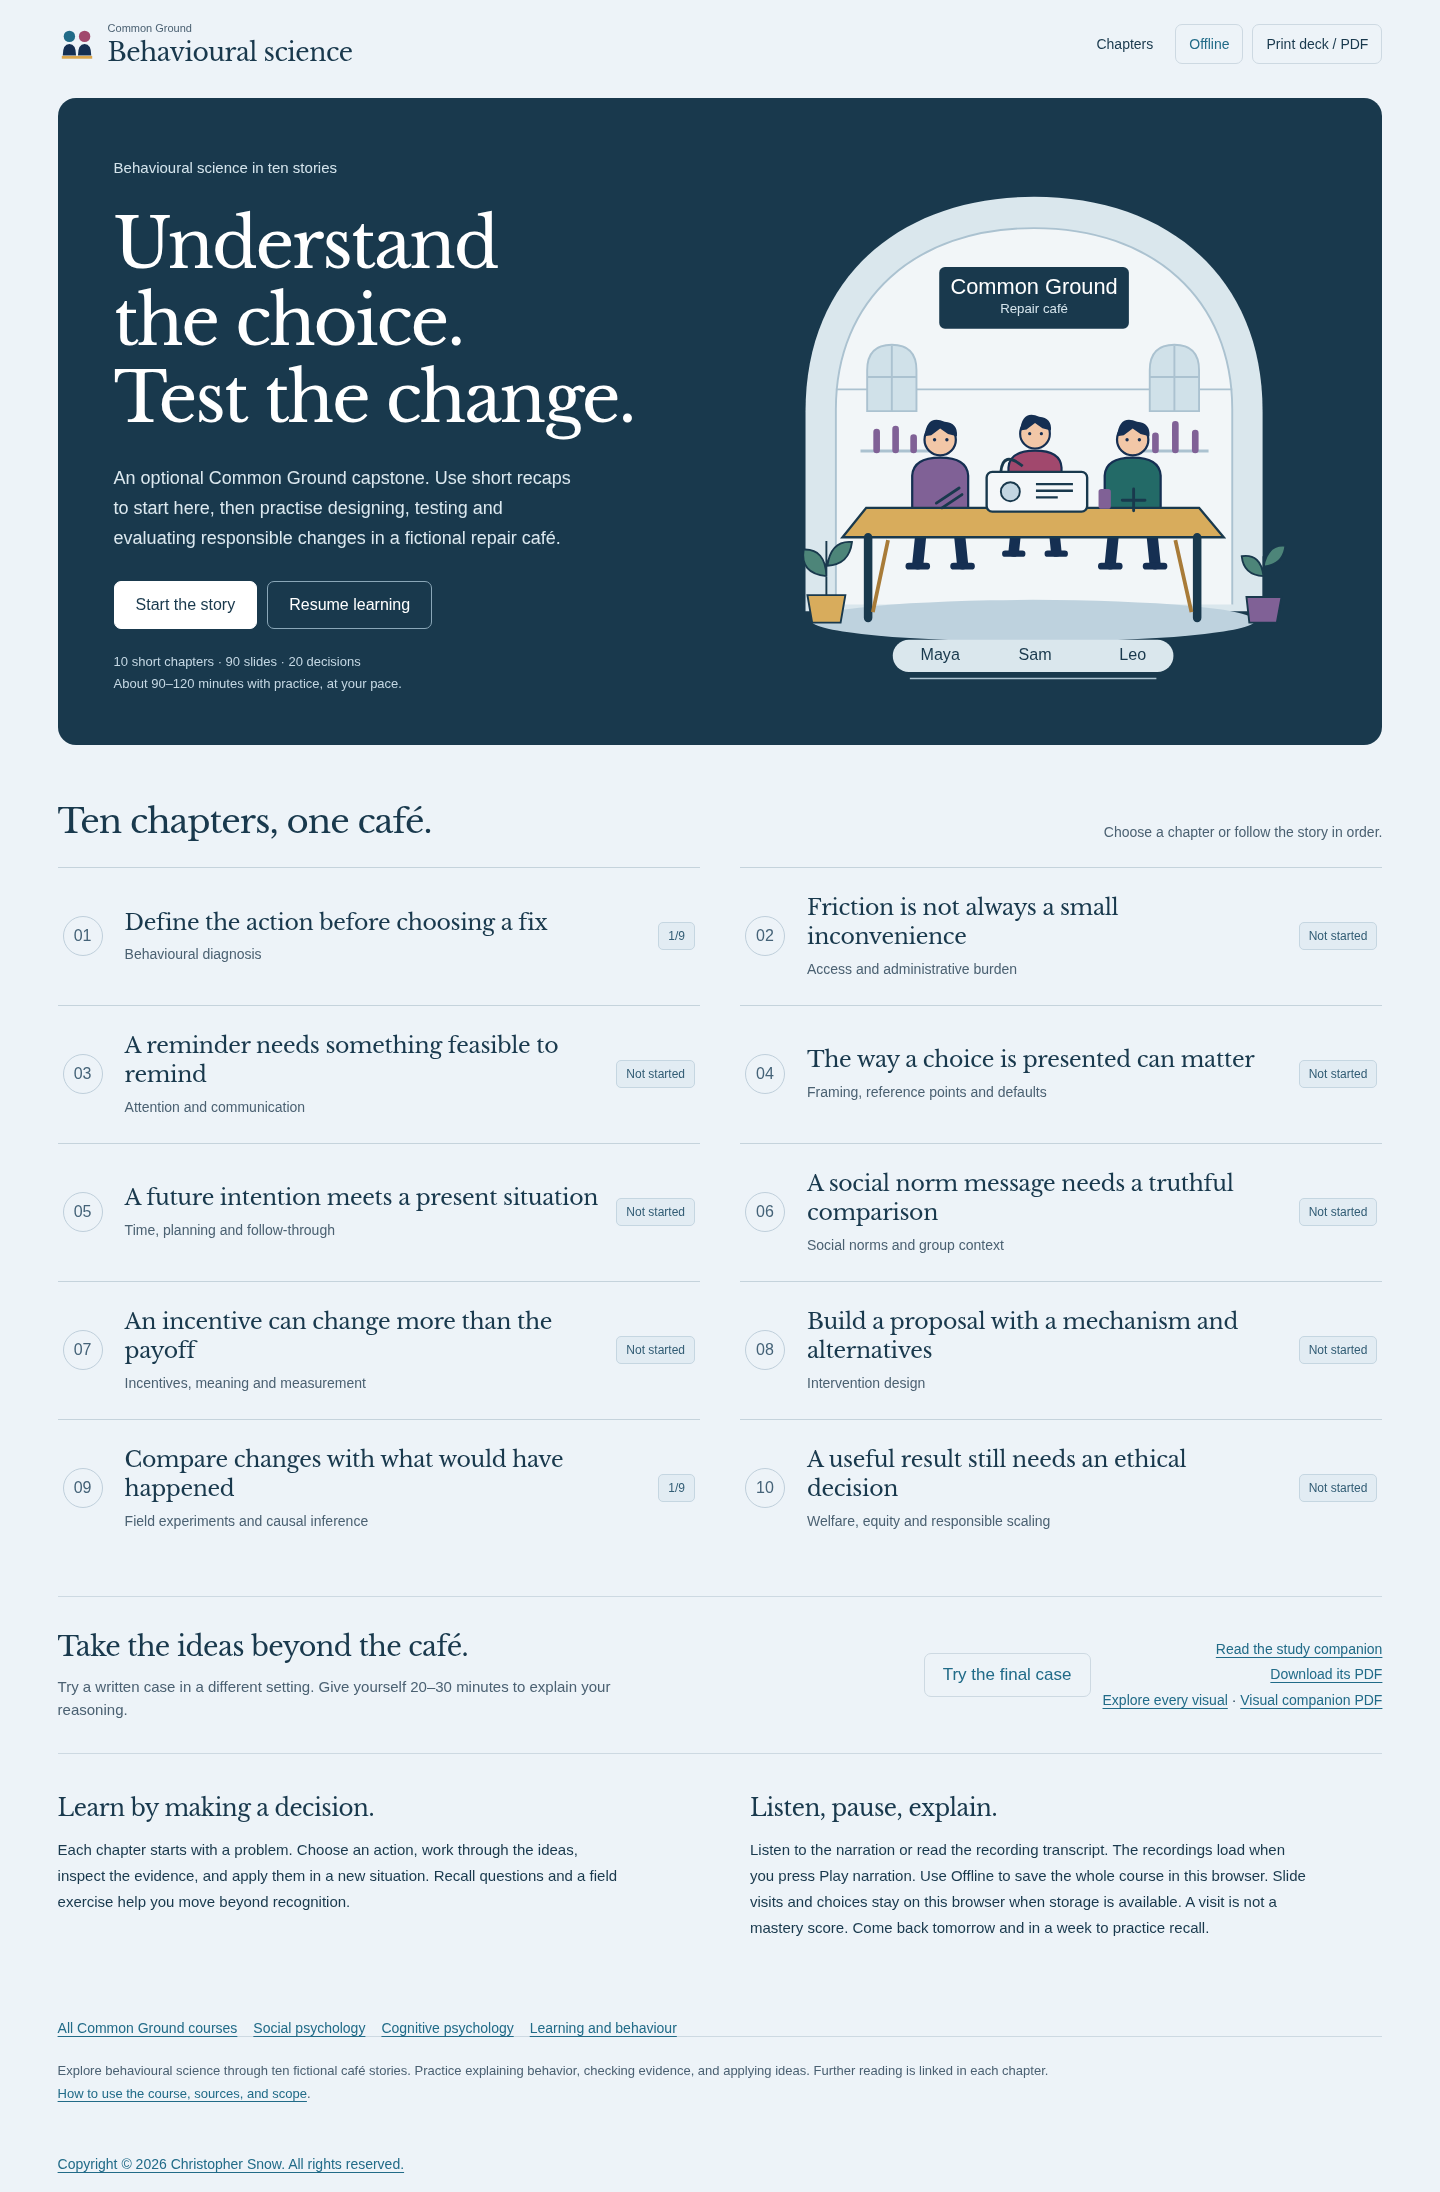 Common Ground
Behavioural science
Chapters
Offline
Print deck / PDF
Behavioural science in ten stories
Understand
the choice.
Test the change.
An optional Common Ground capstone. Use short recaps
to start here, then practise designing, testing and
evaluating responsible changes in a fictional repair café.
Start the story
Resume learning
10 short chapters · 90 slides · 20 decisions
About 90–120 minutes with practice, at your pace.
Common Ground
Repair café
Maya
Sam
Leo
Ten chapters, one café.
Choose a chapter or follow the story in order.
01
Define the action before choosing a fix
Behavioural diagnosis
1/9
02
Friction is not always a small
inconvenience
Access and administrative burden
Not started
03
A reminder needs something feasible to
remind
Attention and communication
Not started
04
The way a choice is presented can matter
Framing, reference points and defaults
Not started
05
A future intention meets a present situation
Time, planning and follow-through
Not started
06
A social norm message needs a truthful
comparison
Social norms and group context
Not started
07
An incentive can change more than the
payoff
Incentives, meaning and measurement
Not started
08
Build a proposal with a mechanism and
alternatives
Intervention design
Not started
09
Compare changes with what would have
happened
Field experiments and causal inference
1/9
10
A useful result still needs an ethical
decision
Welfare, equity and responsible scaling
Not started
Take the ideas beyond the café.
Try a written case in a different setting. Give yourself 20–30 minutes to explain your
reasoning.
Try the final case
Read the study companion
Download its PDF
Explore every visual · Visual companion PDF
Learn by making a decision.
Each chapter starts with a problem. Choose an action, work through the ideas,
inspect the evidence, and apply them in a new situation. Recall questions and a field
exercise help you move beyond recognition.
Listen, pause, explain.
Listen to the narration or read the recording transcript. The recordings load when
you press Play narration. Use Offline to save the whole course in this browser. Slide
visits and choices stay on this browser when storage is available. A visit is not a
mastery score. Come back tomorrow and in a week to practice recall.
All Common Ground courses
Social psychology
Cognitive psychology
Learning and behaviour
Explore behavioural science through ten fictional café stories. Practice explaining behavior, checking evidence, and applying ideas. Further reading is linked in each chapter.
How to use the course, sources, and scope.
Copyright © 2026 Christopher Snow. All rights reserved.